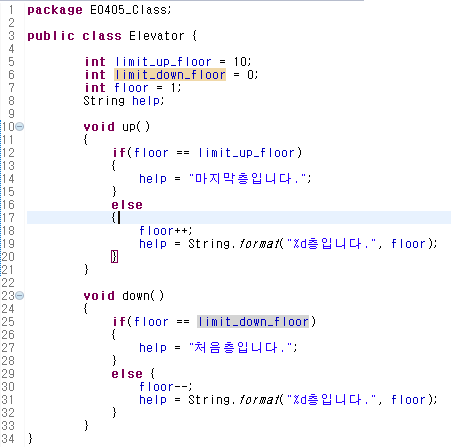 1 package E0405_Class;
2
3 public class Elevator {
4
5 int limit_up_floor = 10;
6 int limit_down_floor = 0;
7 int floor = 1;
8 String help;
9
10 void up()
11 {
12 if(floor == limit_up_floor)
13 {
14 help = "마지막층입니다.";
15 }
16 else
17 {
18 floor++;
19 help = String.format("%d층입니다.", floor);
20 }
21 }
22
23 void down()
24 {
25 if(floor == limit_down_floor)
26 {
27 help = "처음층입니다.";
28 }
29 else {
30 floor--;
31 help = String.format("%d층입니다.", floor);
32 }
33 }
34 }